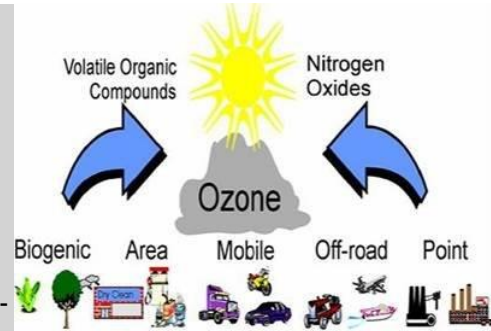 Volatile Organic
Compounds
Nitrogen
Oxides
Ozone
Biogenic Area Mobile Off-road Point
Dry Clean